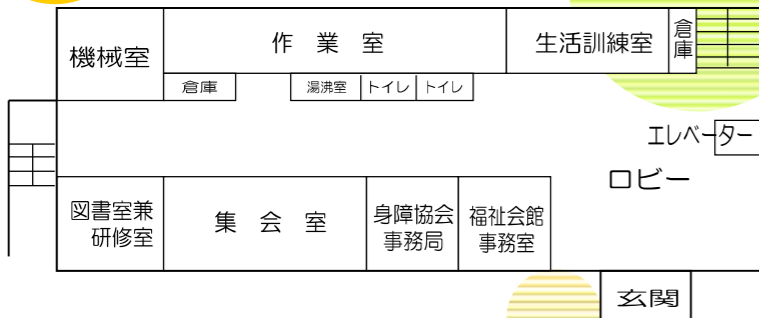 機械室
作業室
生活訓練室
倉庫
倉庫
湯沸室
トイレ
トイレ
エレベーター
ロビー
図書室兼
研修室
集会室
身障協会
事務局
福祉会館
事務室
玄関